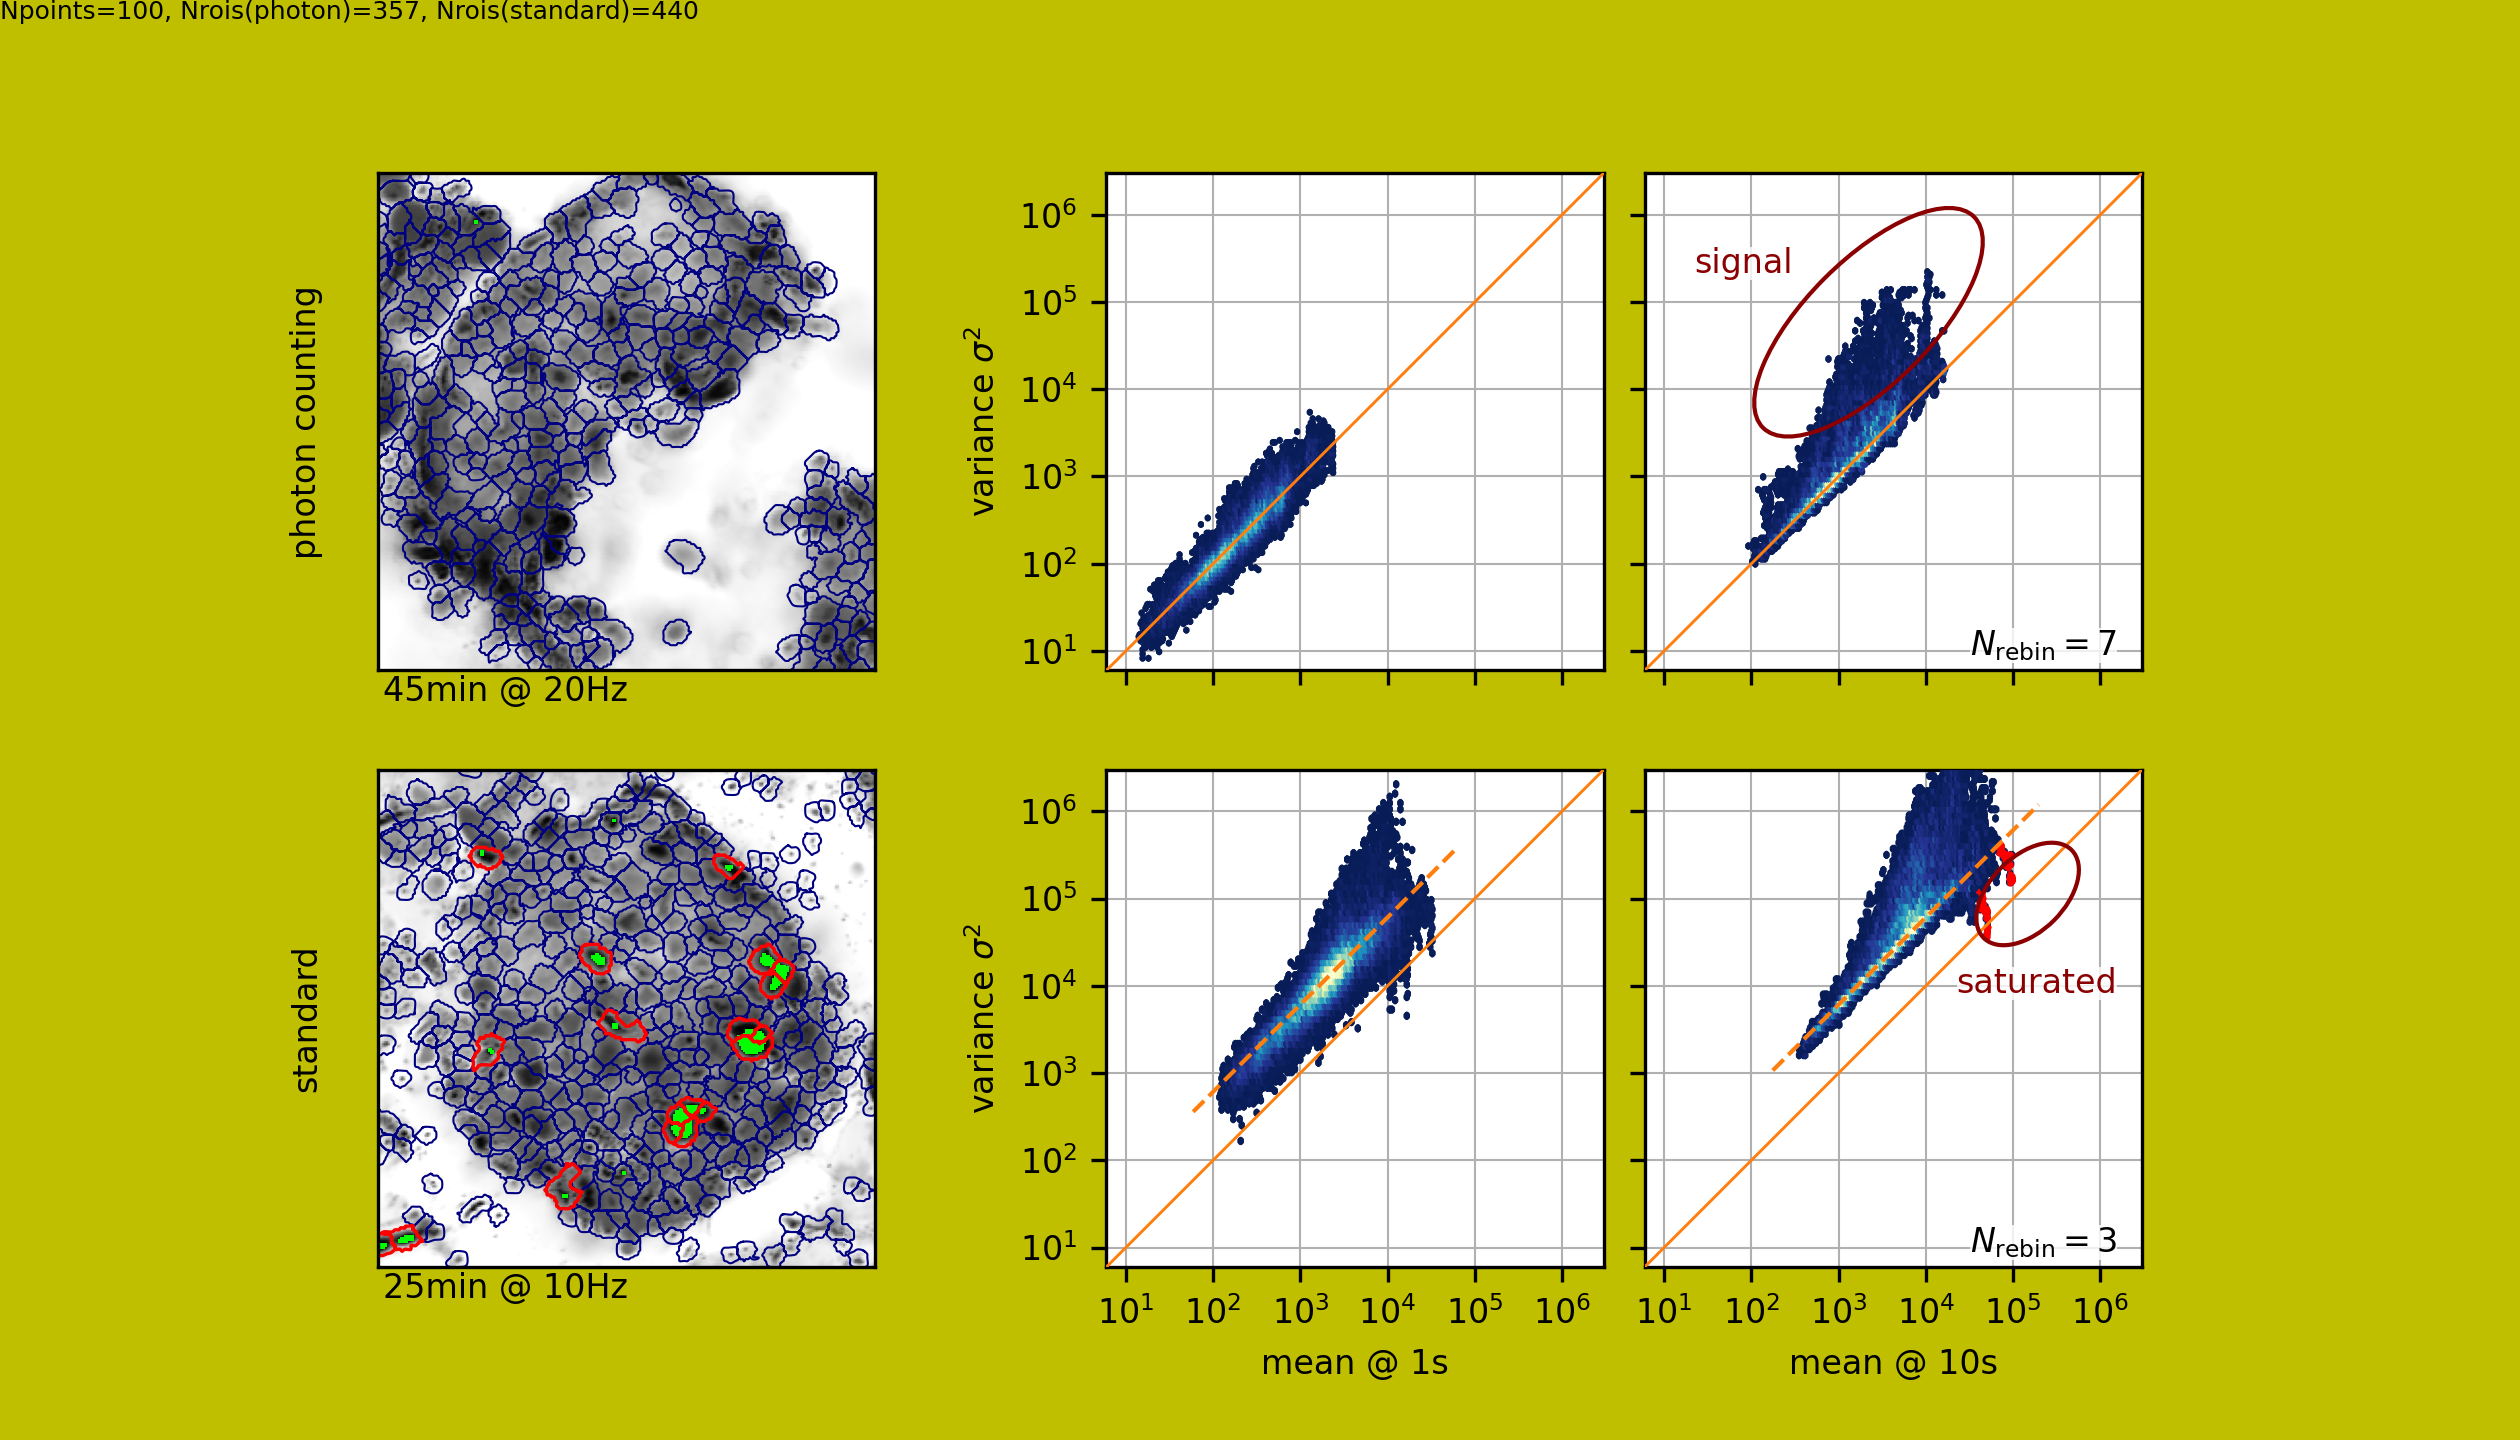 Npoints=100, Nrois(photon)=357, Nrois(standard)=440
photon counting
45min @ 20Hz
variance σ²
10⁶
10⁵
10⁴
10³
10²
10¹
signal
N_rebin = 7
standard
25min @ 10Hz
variance σ²
10⁶
10⁵
10⁴
10³
10²
10¹
10¹ 10² 10³ 10⁴ 10⁵ 10⁶
mean @ 1s
saturated
N_rebin = 3
10¹ 10² 10³ 10⁴ 10⁵ 10⁶
mean @ 10s